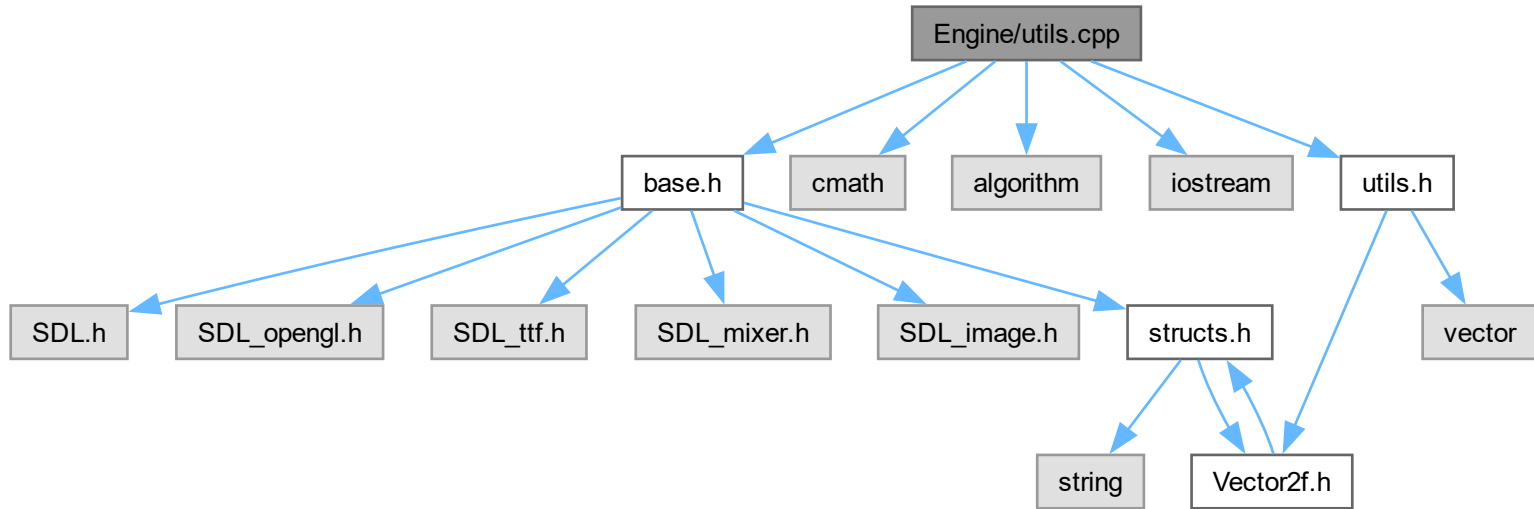 Engine/utils.cpp
base.h
cmath
algorithm
iostream
utils.h
SDL.h
SDL_opengl.h
SDL_ttf.h
SDL_mixer.h
SDL_image.h
structs.h
vector
string
Vector2f.h